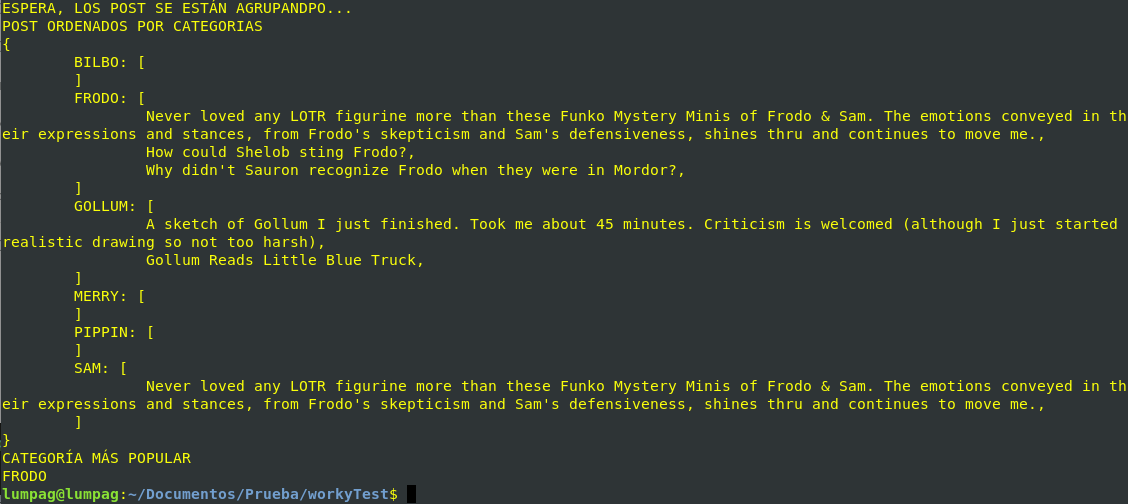 ESPERA, LOS POST SE ESTÁN AGRUPANDPO...
POST ORDENADOS POR CATEGORIAS
{
        BILBO: [
        ]
        FRODO: [
                Never loved any LOTR figurine more than these Funko Mystery Minis of Frodo & Sam. The emotions conveyed in th
eir expressions and stances, from Frodo's skepticism and Sam's defensiveness, shines thru and continues to move me.,
                How could Shelob sting Frodo?,
                Why didn't Sauron recognize Frodo when they were in Mordor?,
        ]
        GOLLUM: [
                A sketch of Gollum I just finished. Took me about 45 minutes. Criticism is welcomed (although I just started 
realistic drawing so not too harsh),
                Gollum Reads Little Blue Truck,
        ]
        MERRY: [
        ]
        PIPPIN: [
        ]
        SAM: [
                Never loved any LOTR figurine more than these Funko Mystery Minis of Frodo & Sam. The emotions conveyed in th
eir expressions and stances, from Frodo's skepticism and Sam's defensiveness, shines thru and continues to move me.,
        ]
}
CATEGORÍA MÁS POPULAR
FRODO
lumpag@lumpag:~/Documentos/Prueba/workyTest$